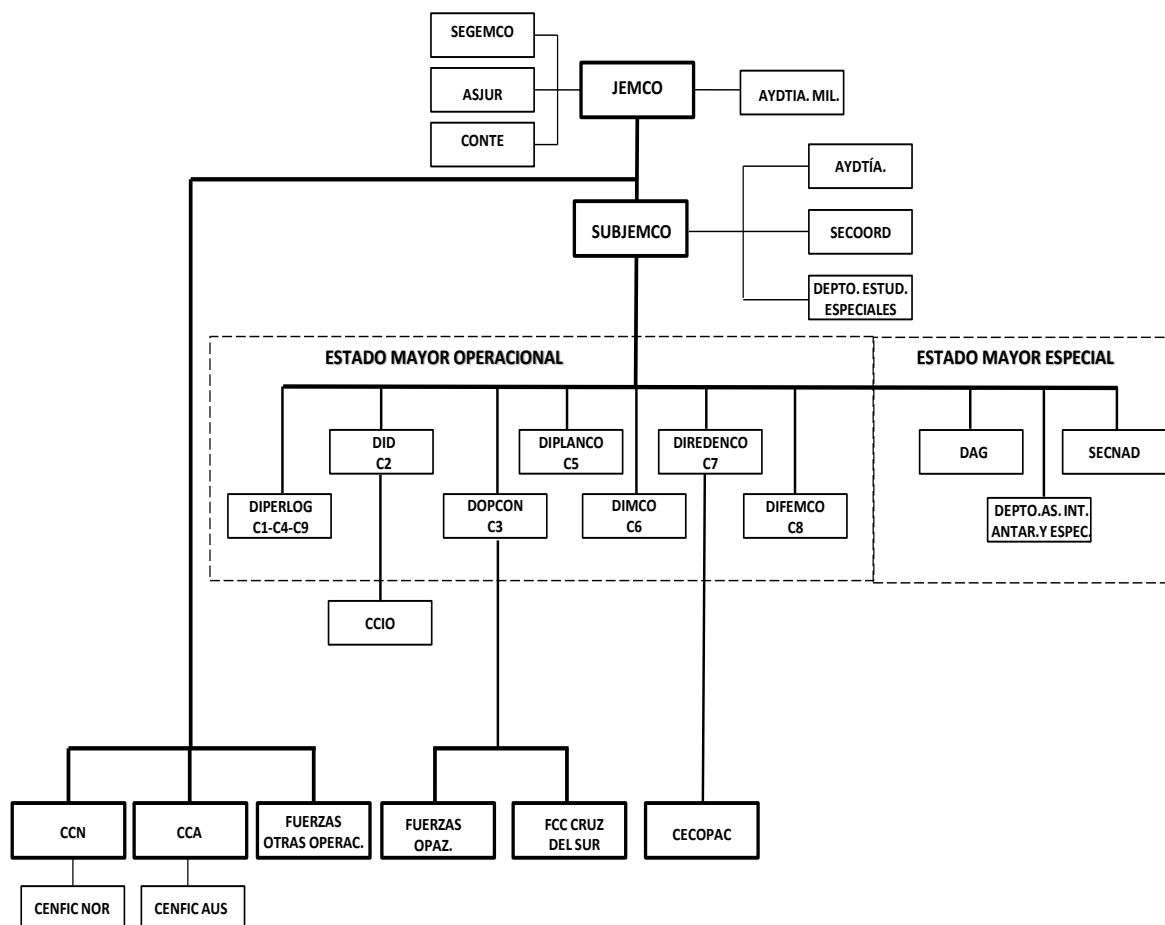 SEGEMCO
ASJUR
CONTE
JEMCO
AYDTIA. MIL.
SUBJEMCO
AYDTÍA.
SECOORD
DEPTO. ESTUD.
ESPECIALES
ESTADO MAYOR OPERACIONAL
ESTADO MAYOR ESPECIAL
DID
C2
DIPLANCO
C5
DIREDENCO
C7
DAG
SECNAD
DIPERLOG
C1-C4-C9
DOPCON
C3
DIMCO
C6
DIFEMCO
C8
DEPTO.AS. INT.
ANTAR.Y ESPEC.
CCIO
CCN
CCA
FUERZAS
OTRAS OPERAC.
FUERZAS
OPAZ.
FCC CRUZ
DEL SUR
CECOPAC
CENFIC NOR
CENFIC AUS